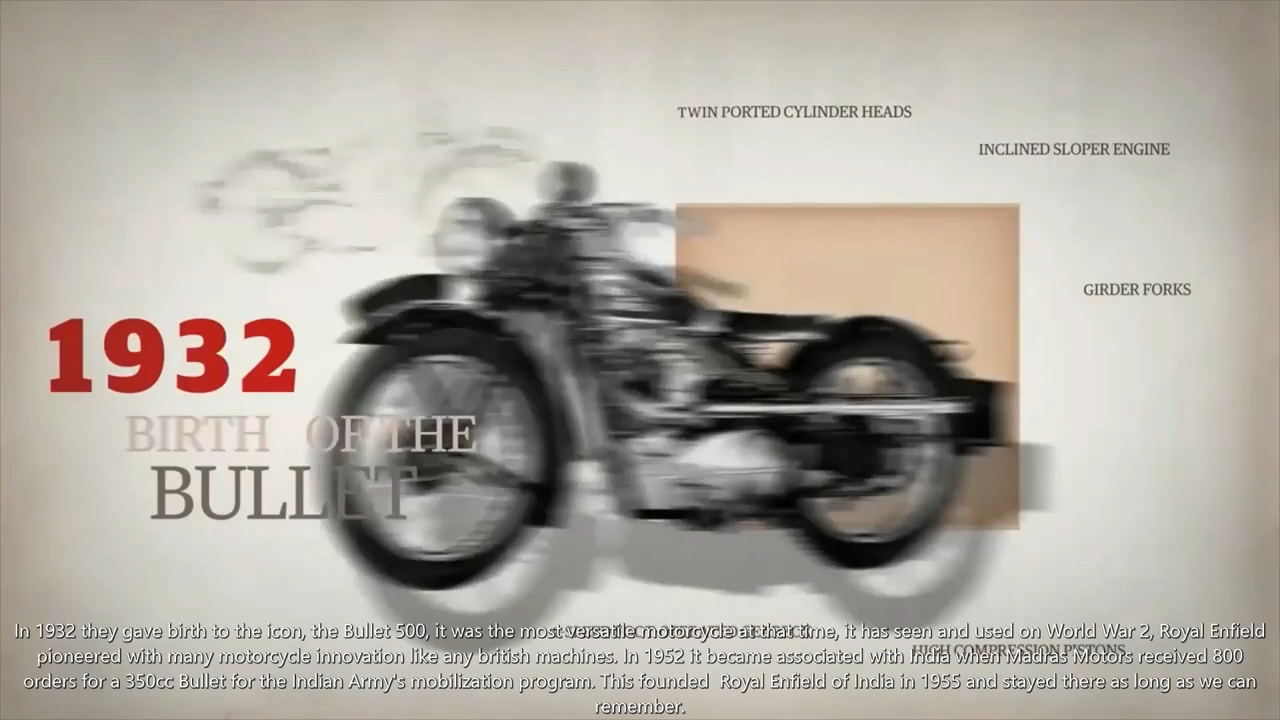 TWIN PORTED CYLINDER HEADS
INCLINED SLOPER ENGINE
GIRDER FORKS
1932
BIRTH OF THE
BULLET
HIGH COMPRESSION PISTONS
In 1932 they gave birth to the icon, the Bullet 500, it was the most versatile motorcycle at that time, it has seen and used on World War 2, Royal Enfield
pioneered with many motorcycle innovation like any british machines. In 1952 it became associated with India when Madras Motors received 800
orders for a 350cc Bullet for the Indian Army's mobilization program. This founded Royal Enfield of India in 1955 and stayed there as long as we can
remember.